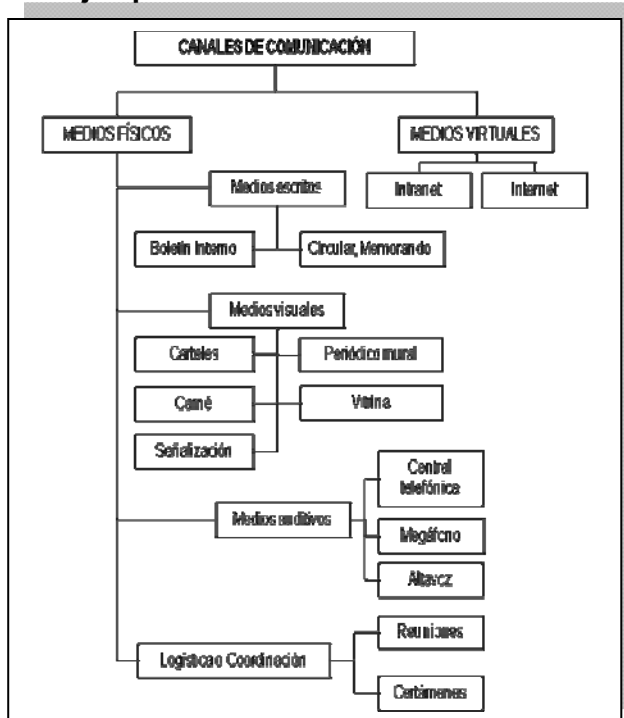 CANALES DE COMUNICACIÓN
MEDIOS FÍSICOS
MEDIOS VIRTUALES
Intranet
Internet
Medios escritos
Boletín Interno
Circular, Memorando
Medios visuales
Carteles
Periódico mural
Carné
Vitrina
Señalización
Medios auditivos
Central
telefónica
Megáfono
Altavoz
Logística o Coordinación
Reuniones
Certámenes